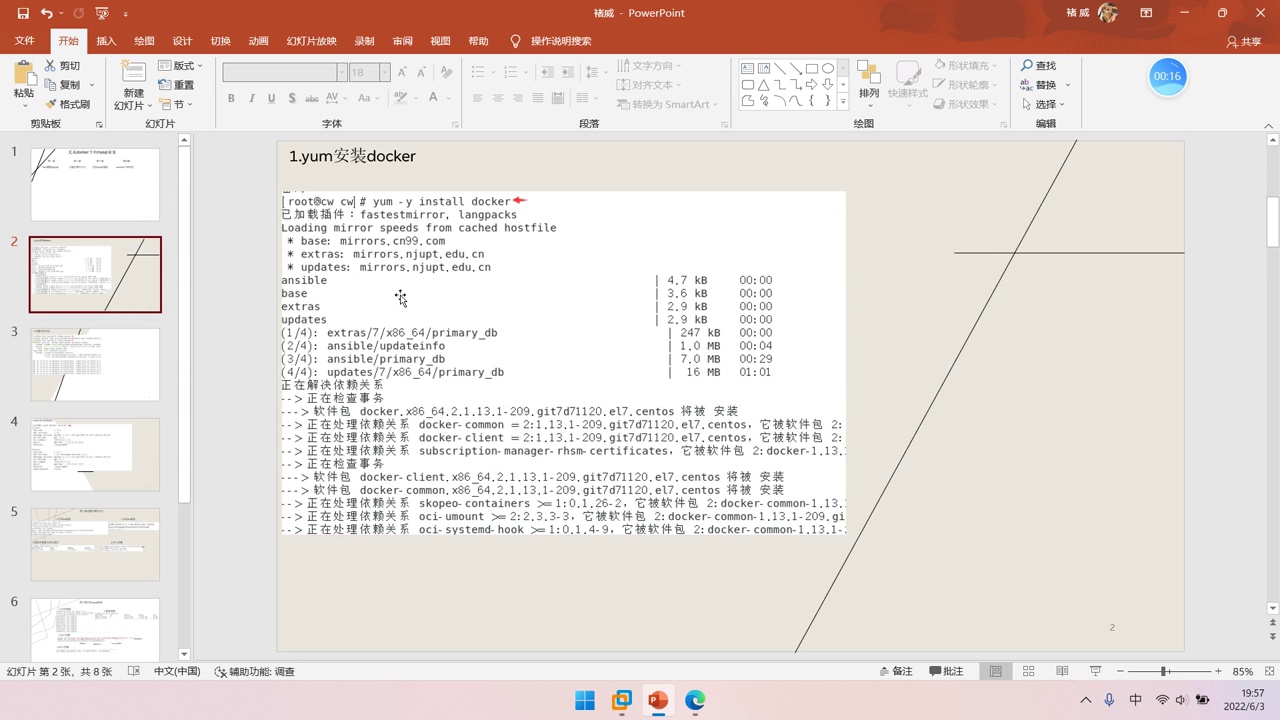 褚 威 - PowerPoint
褚 威
文件 开始 插入 绘图 设计 切换 动画 幻灯片放映 录制 审阅 视图 帮助 操作说明搜索 共享
粘贴 剪切 复制 格式刷
新建 幻灯片 版式 重置 节
18
文字方向 对齐文本 转换为 SmartArt
排列 快速样式 形状填充 形状轮廓 形状效果
查找 替换 选择
剪贴板 幻灯片 字体 段落 绘图 编辑
00:16
1
2
3
4
5
6
1.yum安装docker
[root@cw cw]# yum -y install docker
已加载插件：fastestmirror, langpacks
Loading mirror speeds from cached hostfile
* base: mirrors.cn99.com
* extras: mirrors.njupt.edu.cn
* updates: mirrors.njupt.edu.cn
ansible | 4.7 kB 00:00
base | 3.6 kB 00:00
extras | 2.9 kB 00:00
updates | 2.9 kB 00:00
(1/4): extras/7/x86_64/primary_db | 247 kB 00:00
(2/4): ansible/updateinfo | 1.0 MB 00:04
(3/4): ansible/primary_db | 7.0 MB 00:29
(4/4): updates/7/x86_64/primary_db | 16 MB 01:01
正在解决依赖关系
--> 正在检查事务
---> 软件包 docker.x86_64.2.1.13.1-209.git7d71120.el7.centos 将被 安装
--> 正在处理依赖关系 docker-common = 2:1.13.1-209.git7d71120.el7.centos，它被软件包 2:
--> 正在处理依赖关系 docker-client = 2:1.13.1-209.git7d71120.el7.centos，它被软件包 2:
--> 正在处理依赖关系 subscription-manager-rhsm-certificates，它被软件包 2:docker-1.13.
--> 正在检查事务
---> 软件包 docker-client.x86_64.2.1.13.1-209.git7d71120.el7.centos 将被 安装
---> 软件包 docker-common.x86_64.2.1.13.1-209.git7d71120.el7.centos 将被 安装
--> 正在处理依赖关系 skopeo-containers >= 1:0.1.26-2，它被软件包 2:docker-common-1.13.1
--> 正在处理依赖关系 oci-umount >= 2:2.3.3-3，它被软件包 2:docker-common-1.13.1-209.gi
--> 正在处理依赖关系 oci-systemd-hook >= 1:0.1.4-9，它被软件包 2:docker-common-1.13.1-
2
幻灯片 第 2 张，共 8 张 中文(中国) 辅助功能: 调查 备注 批注 85%
中 19:57
2022/6/3